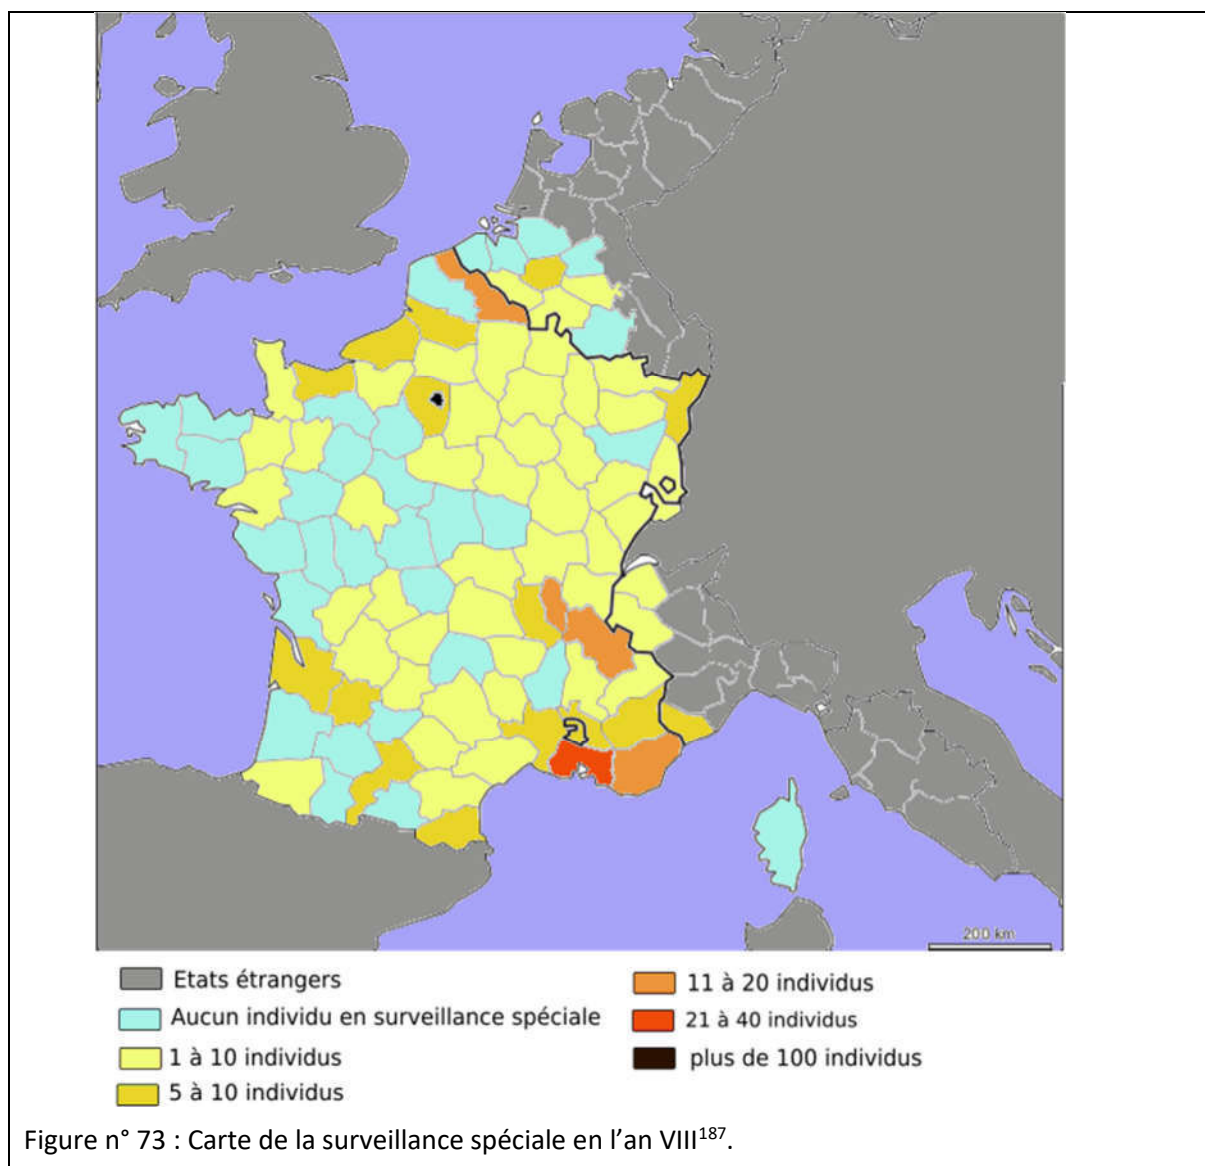 200 km
Etats étrangers
Aucun individu en surveillance spéciale
1 à 10 individus
5 à 10 individus
11 à 20 individus
21 à 40 individus
plus de 100 individus
Figure n° 73 : Carte de la surveillance spéciale en l’an VIII¹⁸⁷.